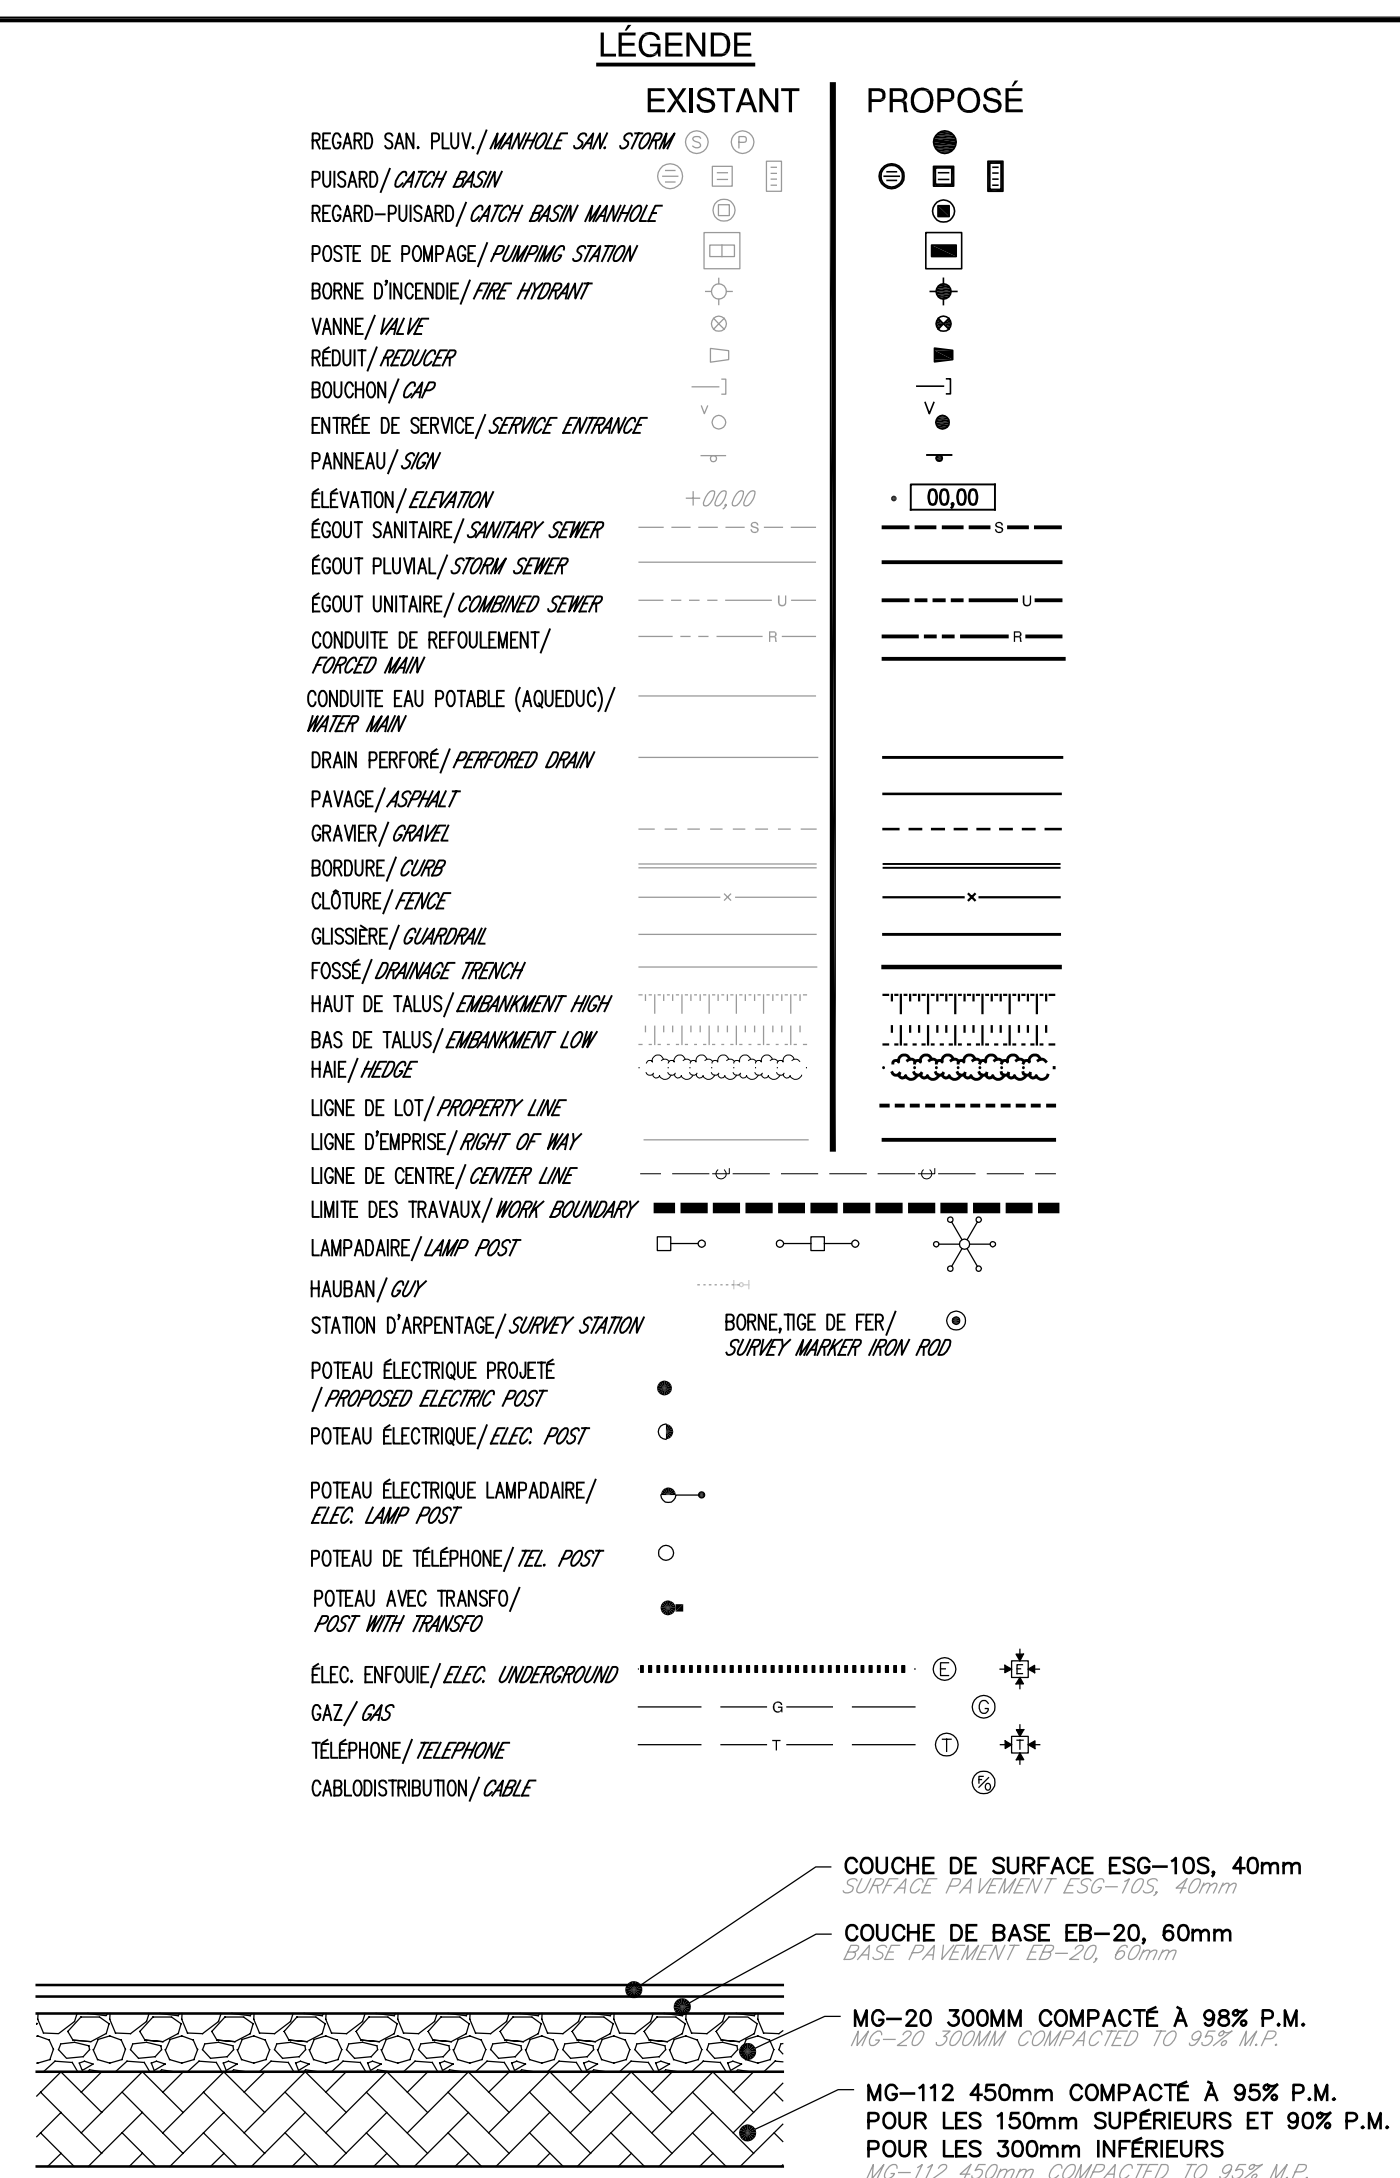 LÉGENDE
EXISTANT PROPOSÉ
REGARD SAN. PLUV./MANHOLE SAN. STORM S P
PUISARD/CATCH BASIN
REGARD-PUISARD/CATCH BASIN MANHOLE
POSTE DE POMPAGE/PUMPIMG STATION
BORNE D'INCENDIE/FIRE HYDRANT
VANNE/VALVE
RÉDUIT/REDUCER
BOUCHON/CAP
V V
ENTRÉE DE SERVICE/SERVICE ENTRANCE
PANNEAU/SIGN
ÉLÉVATION/ELEVATION +00,00 00,00
ÉGOUT SANITAIRE/SANITARY SEWER S S
ÉGOUT PLUVIAL/STORM SEWER
ÉGOUT UNITAIRE/COMBINED SEWER U U
CONDUITE DE REFOULEMENT/ R R
FORCED MAIN
CONDUITE EAU POTABLE (AQUEDUC)/
WATER MAIN
DRAIN PERFORÉ/PERFORED DRAIN
PAVAGE/ASPHALT
GRAVIER/GRAVEL
BORDURE/CURB
CLÔTURE/FENCE x x
GLISSIÈRE/GUARDRAIL
FOSSÉ/DRAINAGE TRENCH
HAUT DE TALUS/EMBANKMENT HIGH
BAS DE TALUS/EMBANKMENT LOW
HAIE/HEDGE
LIGNE DE LOT/PROPERTY LINE
LIGNE D'EMPRISE/RIGHT OF WAY
LIGNE DE CENTRE/CENTER LINE
LIMITE DES TRAVAUX/WORK BOUNDARY
LAMPADAIRE/LAMP POST
HAUBAN/GUY
STATION D'ARPENTAGE/SURVEY STATION BORNE,TIGE DE FER/
SURVEY MARKER IRON ROD
POTEAU ÉLECTRIQUE PROJETÉ
/PROPOSED ELECTRIC POST
POTEAU ÉLECTRIQUE/ELEC. POST
POTEAU ÉLECTRIQUE LAMPADAIRE/
ELEC. LAMP POST
POTEAU DE TÉLÉPHONE/TEL. POST
POTEAU AVEC TRANSFO/
POST WITH TRANSFO
ÉLEC. ENFOUIE/ELEC. UNDERGROUND E E
GAZ/GAS G G
TÉLÉPHONE/TELEPHONE T T T
CABLODISTRIBUTION/CABLE F/O
COUCHE DE SURFACE ESG-10S, 40mm
SURFACE PAVEMENT ESG-10S, 40mm
COUCHE DE BASE EB-20, 60mm
BASE PAVEMENT EB-20, 60mm
MG-20 300MM COMPACTÉ À 98% P.M.
MG-20 300MM COMPACTED TO 95% M.P.
MG-112 450mm COMPACTÉ À 95% P.M.
POUR LES 150mm SUPÉRIEURS ET 90% P.M.
POUR LES 300mm INFÉRIEURS
MG-112 450mm COMPACTED TO 95% M.P.